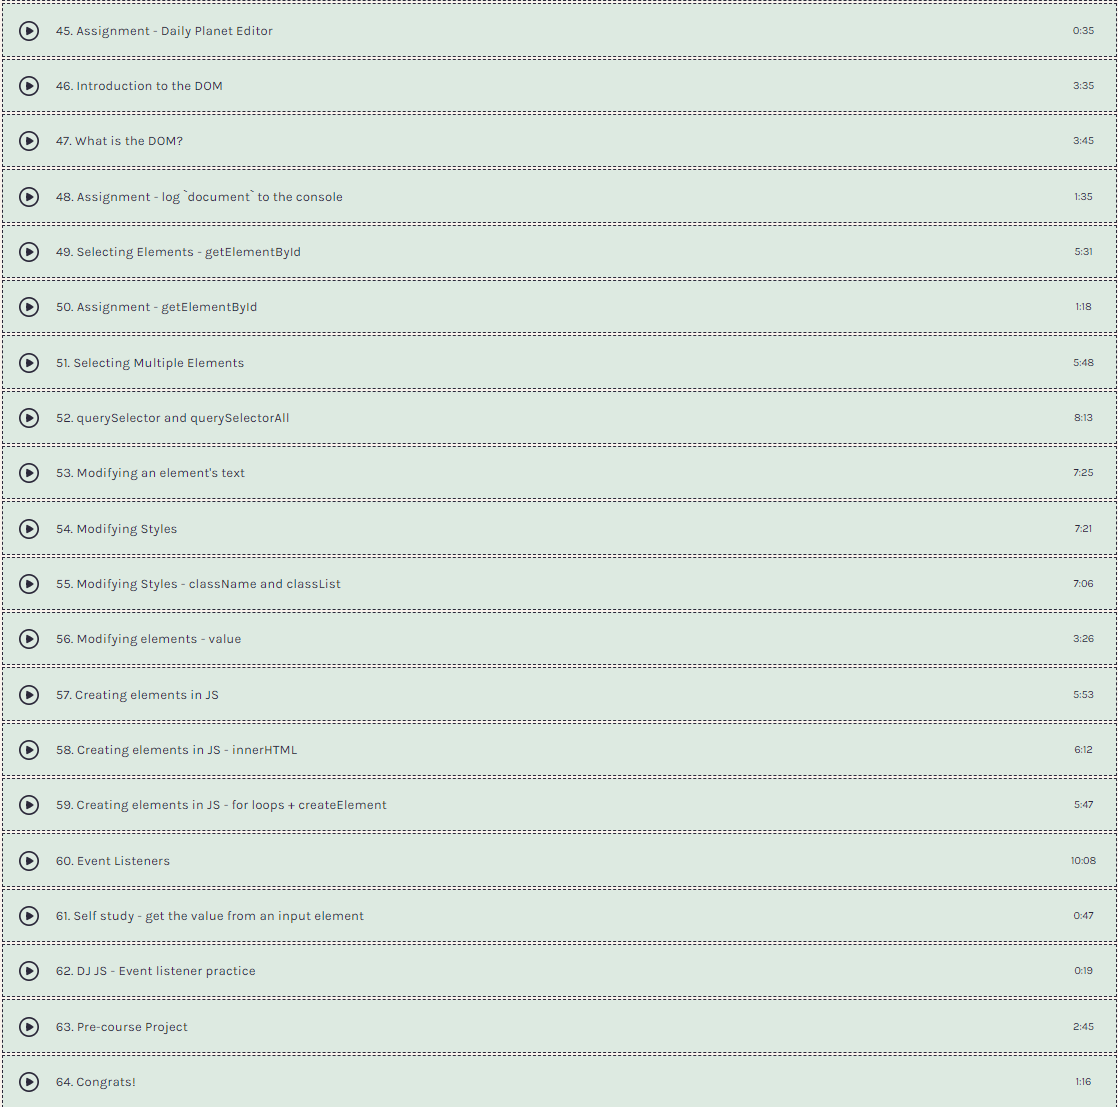 45. Assignment - Daily Planet Editor 0:35
46. Introduction to the DOM 3:35
47. What is the DOM? 3:45
48. Assignment - log `document` to the console 1:35
49. Selecting Elements - getElementById 5:31
50. Assignment - getElementById 1:18
51. Selecting Multiple Elements 5:48
52. querySelector and querySelectorAll 8:13
53. Modifying an element's text 7:25
54. Modifying Styles 7:21
55. Modifying Styles - className and classList 7:06
56. Modifying elements - value 3:26
57. Creating elements in JS 5:53
58. Creating elements in JS - innerHTML 6:12
59. Creating elements in JS - for loops + createElement 5:47
60. Event Listeners 10:08
61. Self study - get the value from an input element 0:47
62. DJ JS - Event listener practice 0:19
63. Pre-course Project 2:45
64. Congrats! 1:16